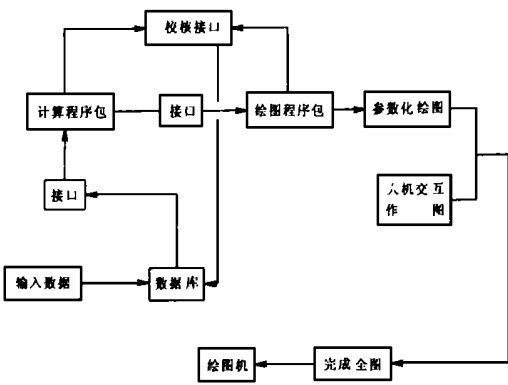 校核接口
计算程序包
接口
绘图程序包
参数化绘图
接口
人机交互
作 图
输入数据
数据库
绘图机
完成全图